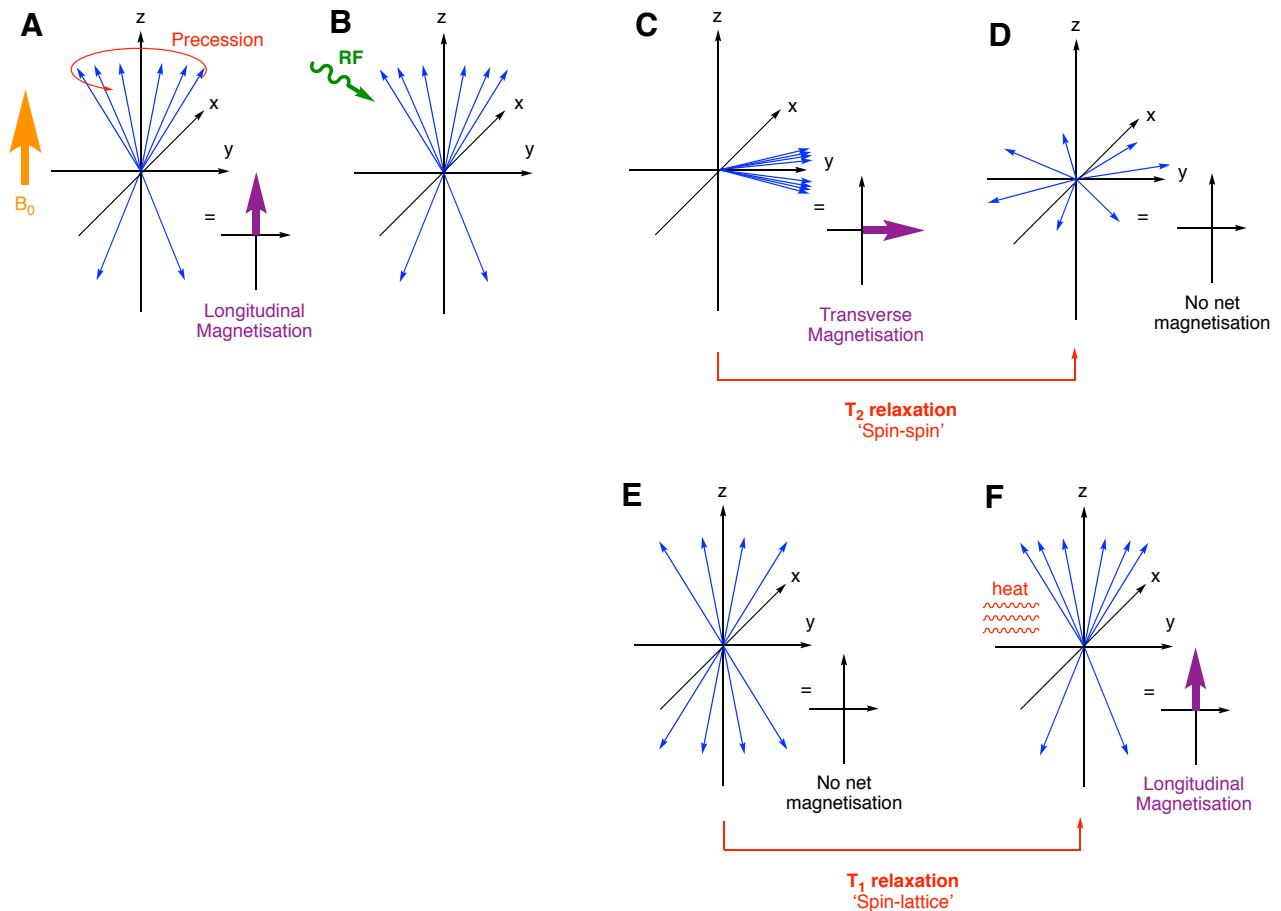 A
z
Precession
x
y
B₀
=
Longitudinal
Magnetisation
B
z
RF
x
y
C
z
x
y
=
Transverse
Magnetisation
D
z
x
y
=
No net
magnetisation
T₂ relaxation
‘Spin-spin’
E
z
x
y
=
No net
magnetisation
F
z
heat
x
y
=
Longitudinal
Magnetisation
T₁ relaxation
‘Spin-lattice’